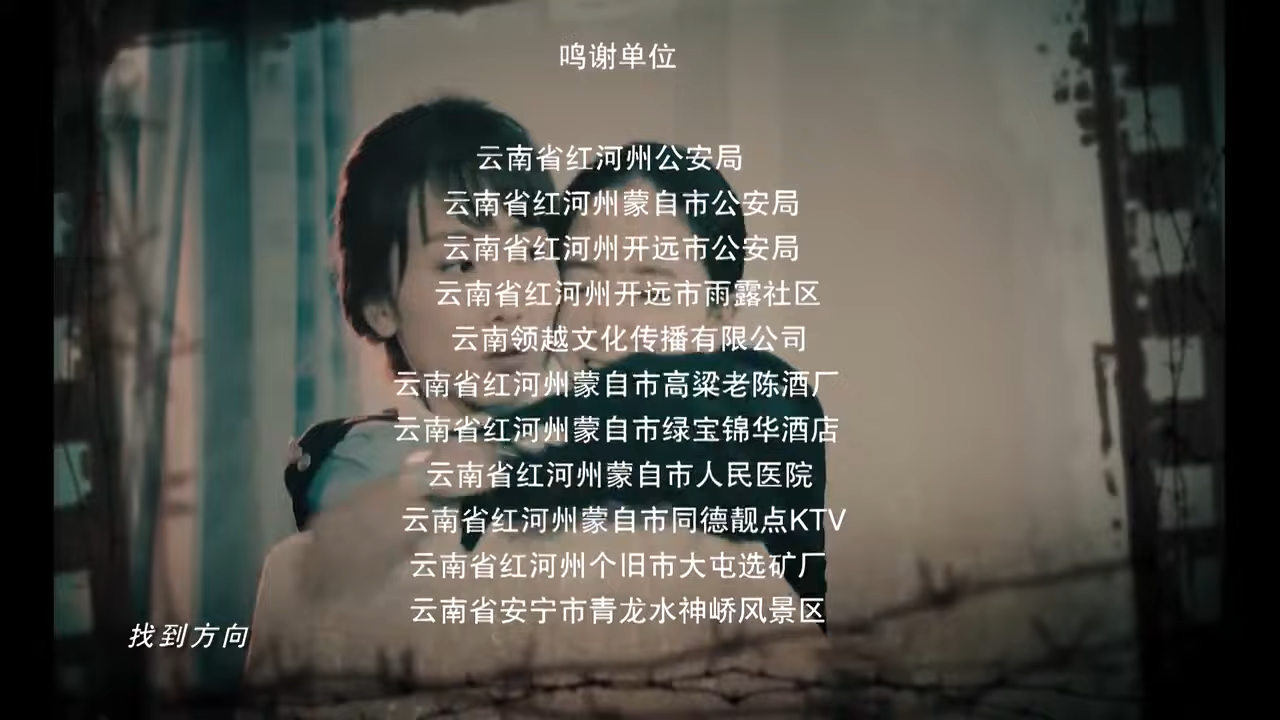 鸣谢单位
云南省红河州公安局
云南省红河州蒙自市公安局
云南省红河州开远市公安局
云南省红河州开远市雨露社区
云南领越文化传播有限公司
云南省红河州蒙自市高粱老陈酒厂
云南省红河州蒙自市绿宝锦华酒店
云南省红河州蒙自市人民医院
云南省红河州蒙自市同德靓点KTV
云南省红河州个旧市大屯选矿厂
云南省安宁市青龙水神峤风景区
找到方向